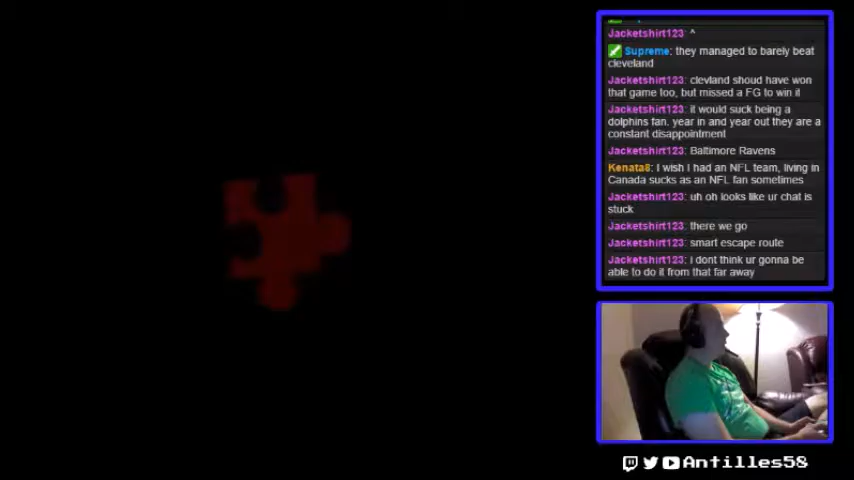 Jacketshirt123: ^
Supreme: they managed to barely beat
cleveland
Jacketshirt123: clevland shoud have won
that game too, but missed a FG to win it
Jacketshirt123: it would suck being a
dolphins fan. year in and year out they are a
constant disappointment
Jacketshirt123: Baltimore Ravens
Kenata8: I wish I had an NFL team, living in
Canada sucks as an NFL fan sometimes
Jacketshirt123: uh oh looks like ur chat is
stuck
Jacketshirt123: there we go
Jacketshirt123: smart escape route
Jacketshirt123: i dont think ur gonna be
able to do it from that far away
Antilles58